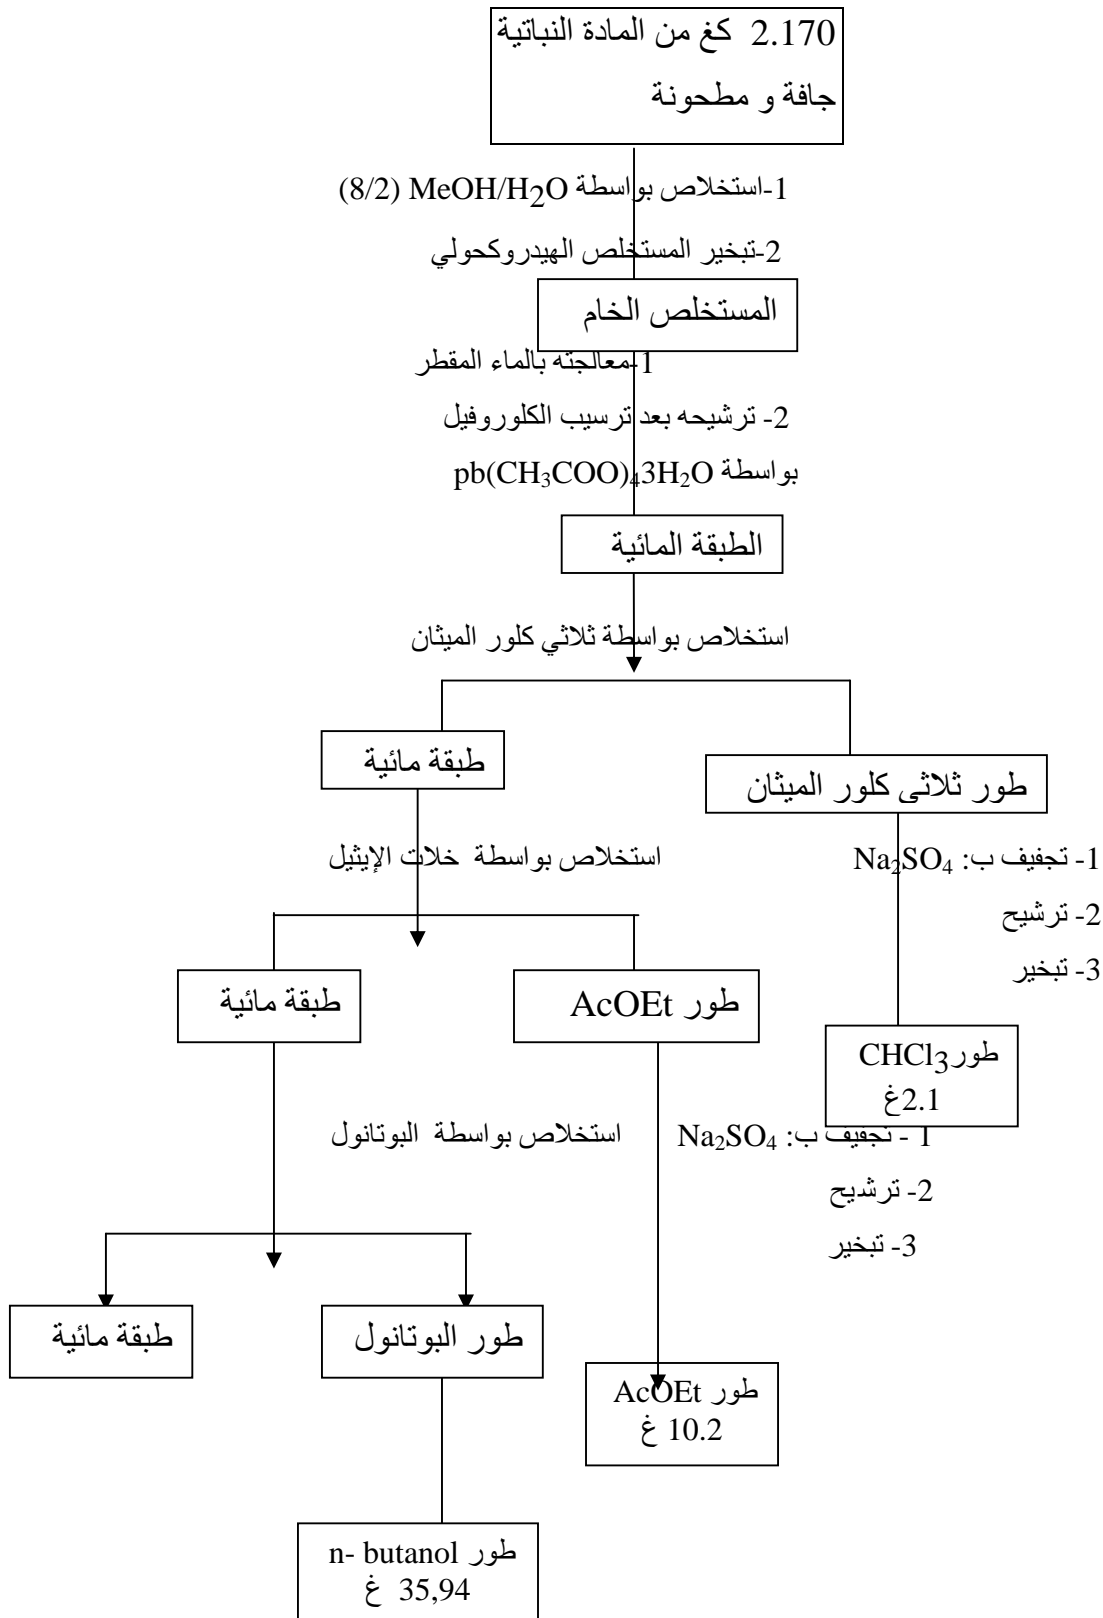 2.170 كغ من المادة النباتية
جافة و مطحونة
1-استخلاص بواسطة MeOH/H₂O (8/2)
2-تبخير المستخلص الهيدروكحولي
المستخلص الخام
1-معالجته بالماء المقطر
2- ترشيحه بعد ترسيب الكلوروفيل
بواسطة pb(CH₃COO)₄3H₂O
الطبقة المائية
استخلاص بواسطة ثلاثي كلور الميثان
طبقة مائية
طور ثلاثي كلور الميثان
استخلاص بواسطة خلات الإيثيل
1- تجفيف ب: Na₂SO₄
2- ترشيح
3- تبخير
طبقة مائية
طور AcOEt
طور CHCl₃
2.1غ
استخلاص بواسطة البوتانول
1 - تجفيف ب: Na₂SO₄
2- ترشيح
3- تبخير
طبقة مائية
طور البوتانول
طور AcOEt
10.2 غ
طور n- butanol
35,94 غ